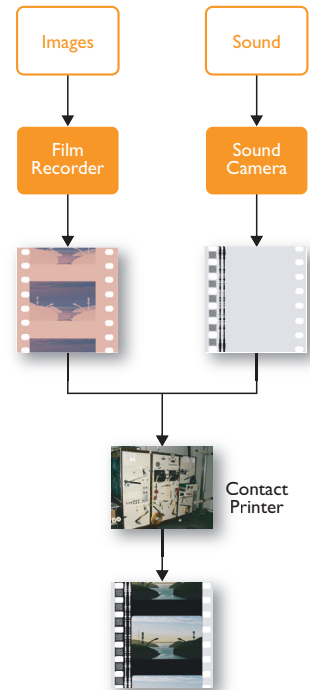 Images
Sound
Film
Recorder
Sound
Camera
Contact
Printer